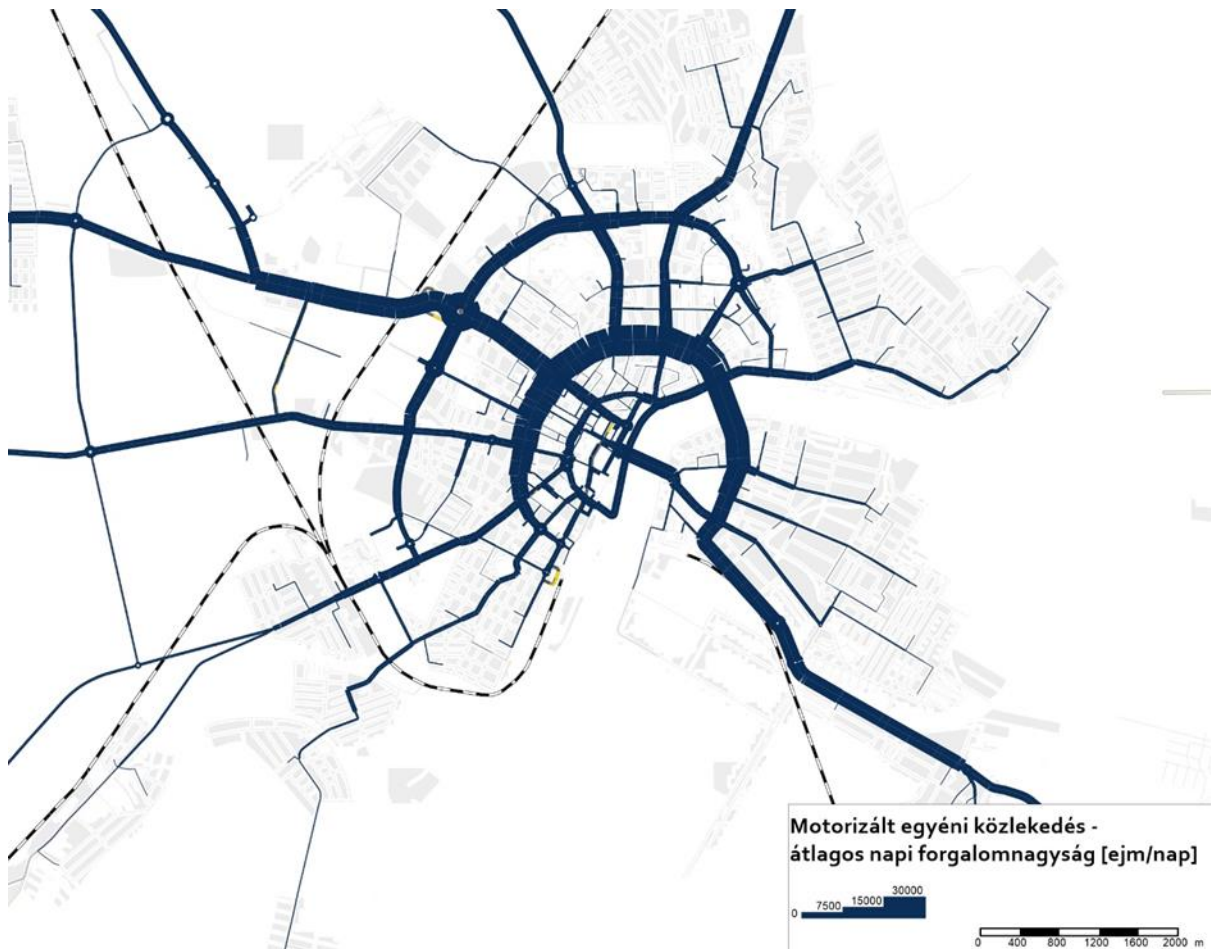 Motorizált egyéni közlekedés -
átlagos napi forgalomnagyság [ejm/nap]
0 7500 15000 30000
0 400 800 1200 1600 2000 m